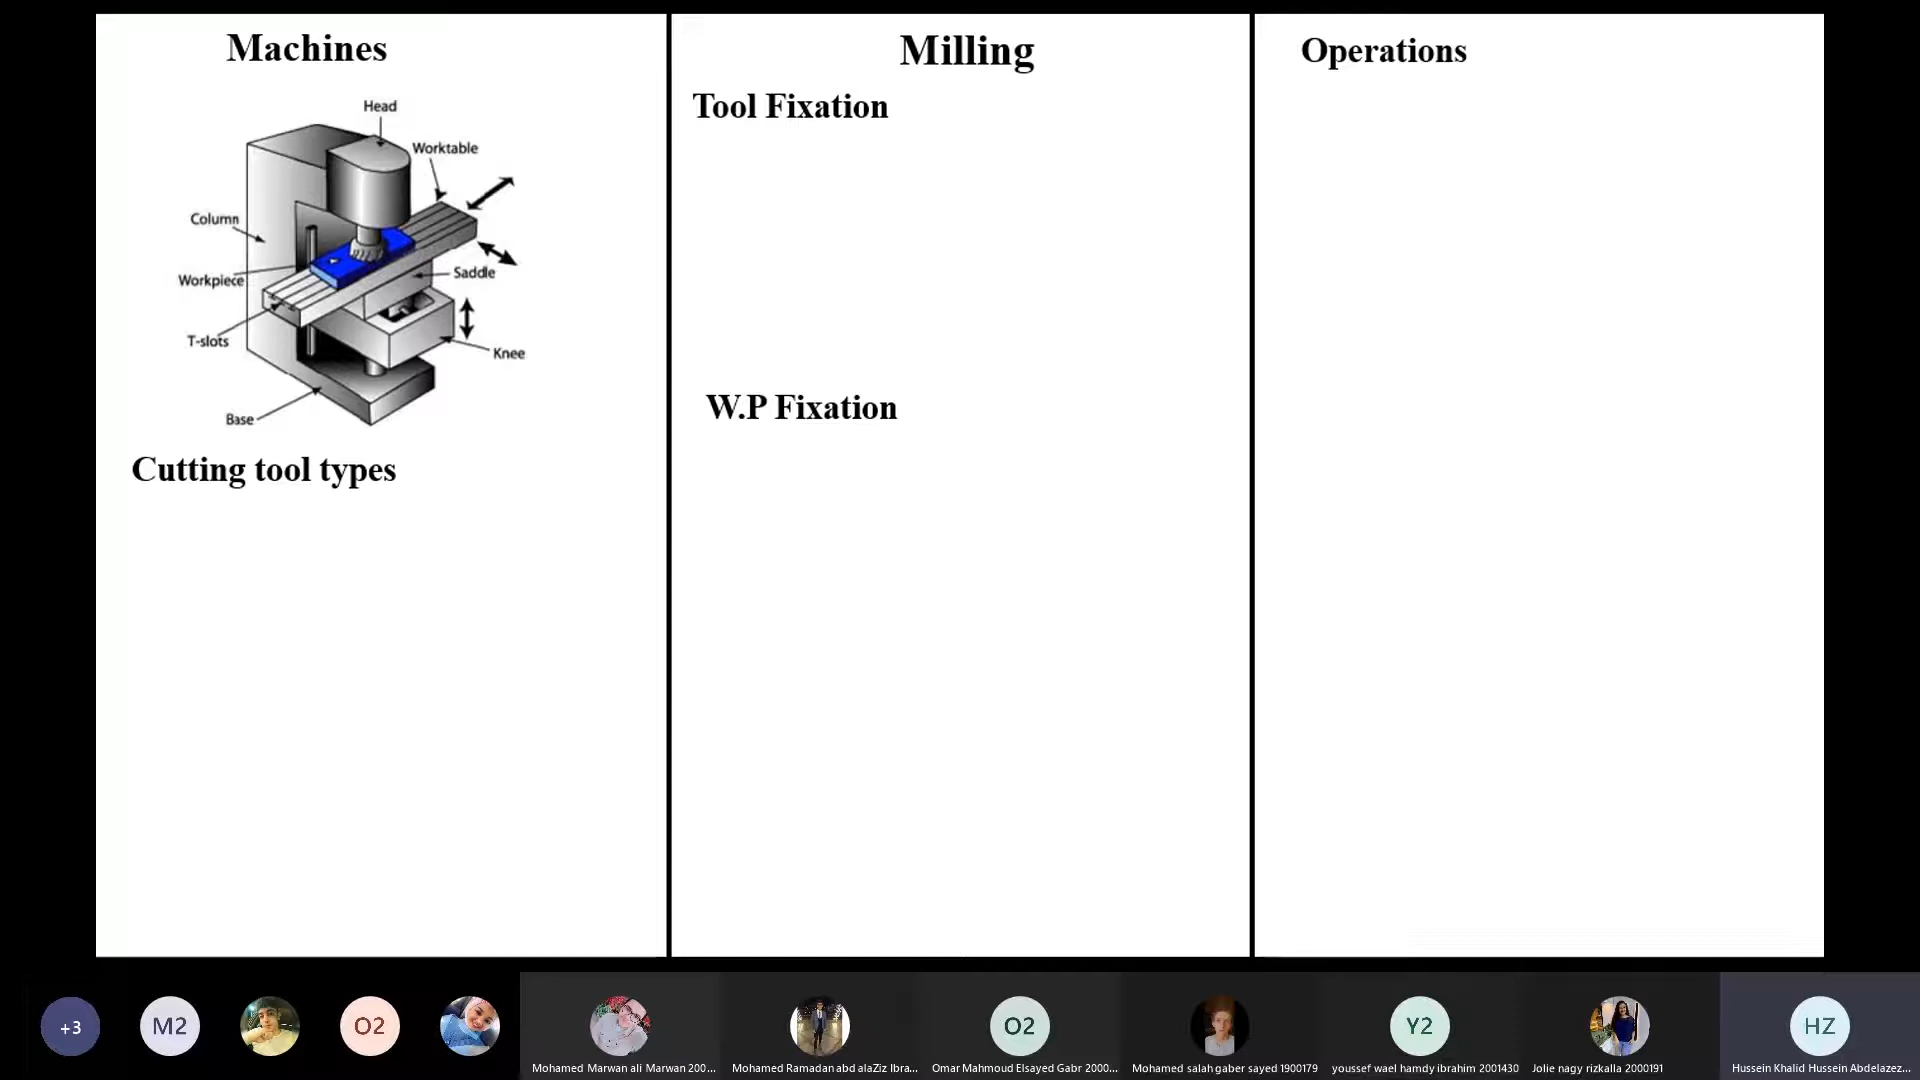 Machines
Head
Worktable
Column
Workpiece
Saddle
T-slots
Knee
Base
Cutting tool types
Milling
Tool Fixation
W.P Fixation
Operations
+3
M2
O2
Mohamed Marwan ali Marwan 200...
Mohamed Ramadan abd alaZiz Ibra...
O2
Omar Mahmoud Elsayed Gabr 2000...
Mohamed salah gaber sayed 1900179
Y2
youssef wael hamdy ibrahim 2001430
Jolie nagy rizkalla 2000191
HZ
Hussein Khalid Hussein Abdelazez...